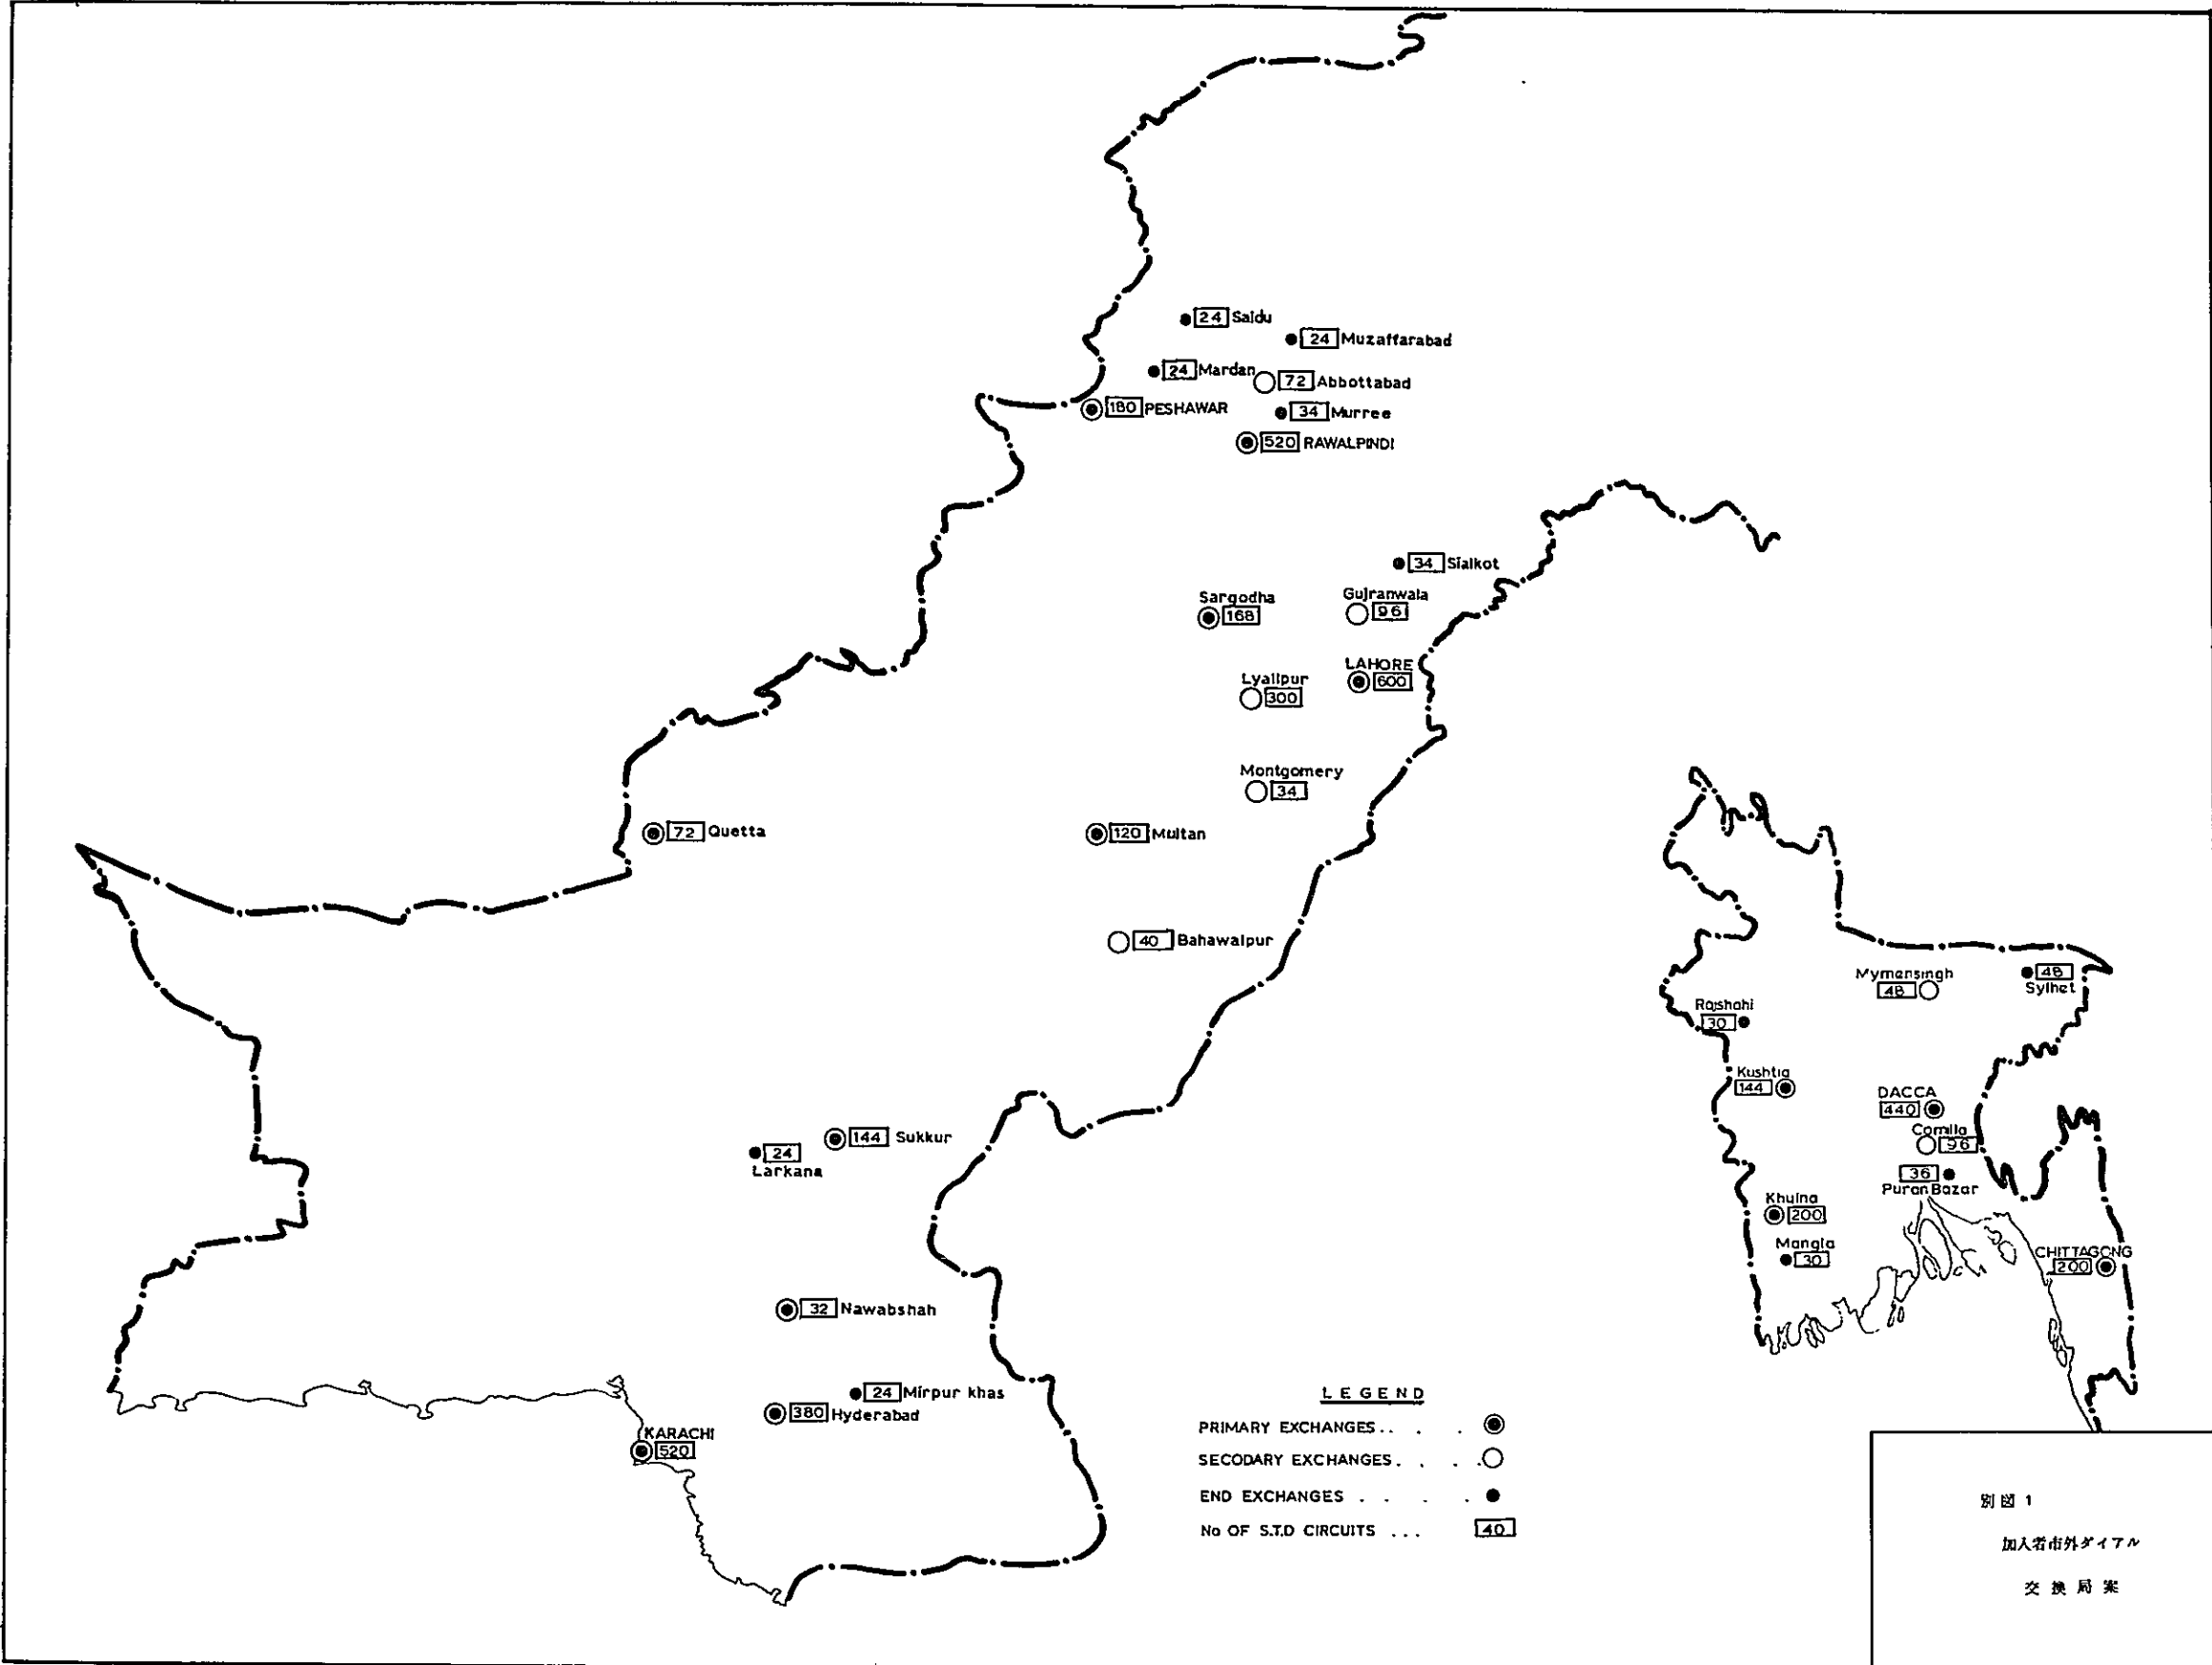 24 Saidu
24 Muzaffarabad
24 Mardan
72 Abbottabad
180 PESHAWAR
34 Murree
520 RAWALPINDI
34 Sialkot
Sargodha
168
Gujranwala
96
LAHORE
600
Lyallpur
300
Montgomery
34
72 Quetta
120 Multan
40 Bahawalpur
Mymensingh
48
48
Sylhet
Rajshahi
30
Kushtia
144
DACCA
440
Comilla
96
36
Puran Bazar
Khulna
200
Mangla
30
CHITTAGONG
200
144 Sukkur
24
Larkana
32 Nawabshah
24 Mirpur khas
380 Hyderabad
KARACHI
520
LEGEND
PRIMARY EXCHANGES.. . .
SECODARY EXCHANGES. . . .
END EXCHANGES . . . .
No OF S.T.D CIRCUITS ... 40
別図 1
加入者市外ダイアル
交換局案